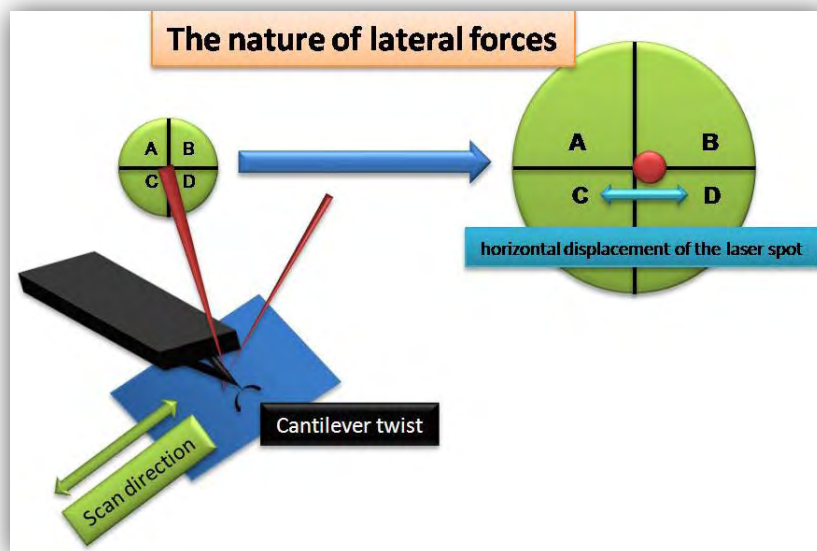 The nature of lateral forces
A B
C D
A B
C D
horizontal displacement of the laser spot
Cantilever twist
Scan direction